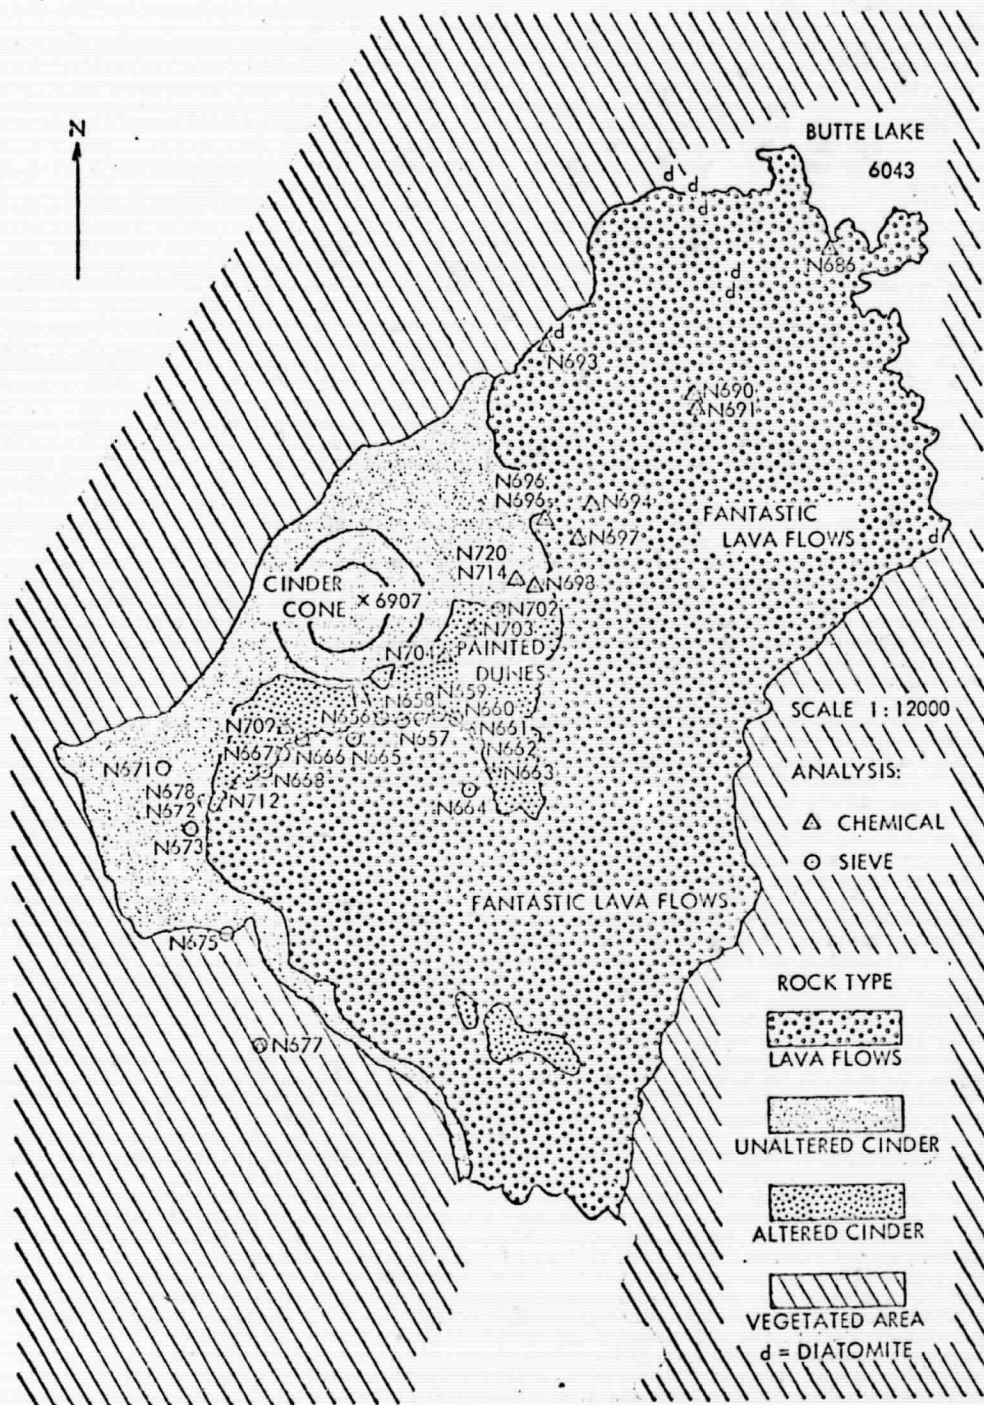 N
BUTTE LAKE
6043
d
d
d
N686
d
d
d
N693
N690
N691
N696
N696
N694
FANTASTIC
LAVA FLOWS
N697
d
N720
N714
N698
CINDER
CONE
x 6907
N702
N703
N704
PAINTED
DUNES
N659
N658
N660
N656
N657
N661
SCALE 1:12000
N709
N667
N666
N665
N662
N663
N671
N668
N678
N672
N712
N664
N673
ANALYSIS:
CHEMICAL
SIEVE
FANTASTIC LAVA FLOWS
N675
N677
ROCK TYPE
LAVA FLOWS
UNALTERED CINDER
ALTERED CINDER
VEGETATED AREA
d = DIATOMITE